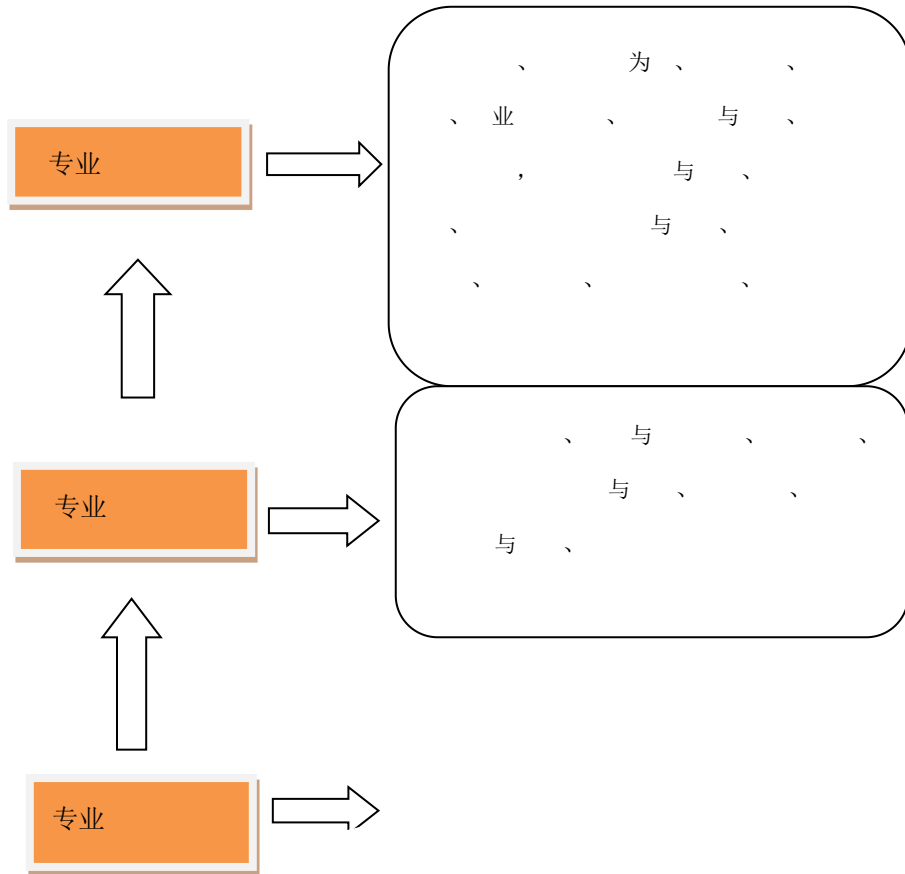 、 为 、 、
、 业 、 与 、
专业
， 与 、
、 与 、
、 、 、
、 与 、 、
专业
与 、 、
与 、
专业